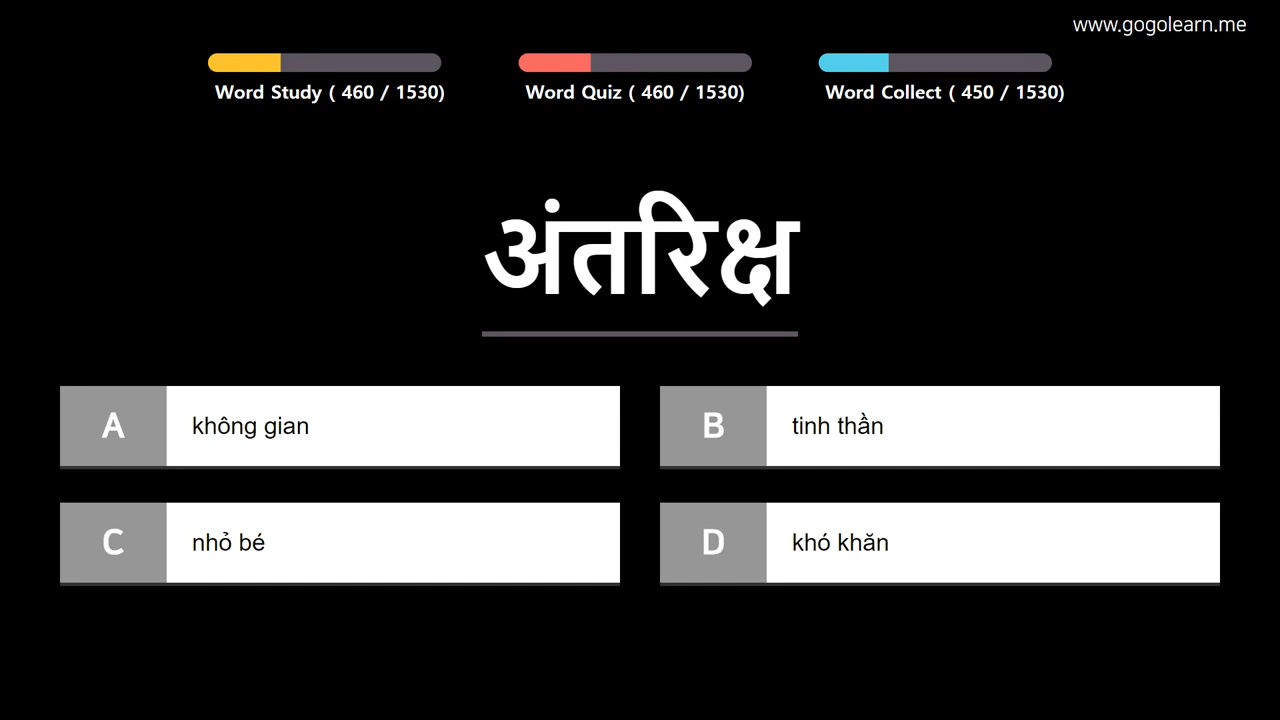 www.gogolearn.me
Word Study ( 460 / 1530)
Word Quiz ( 460 / 1530)
Word Collect ( 450 / 1530)
अंतरिक्ष
A không gian
B tinh thần
C nhỏ bé
D khó khăn